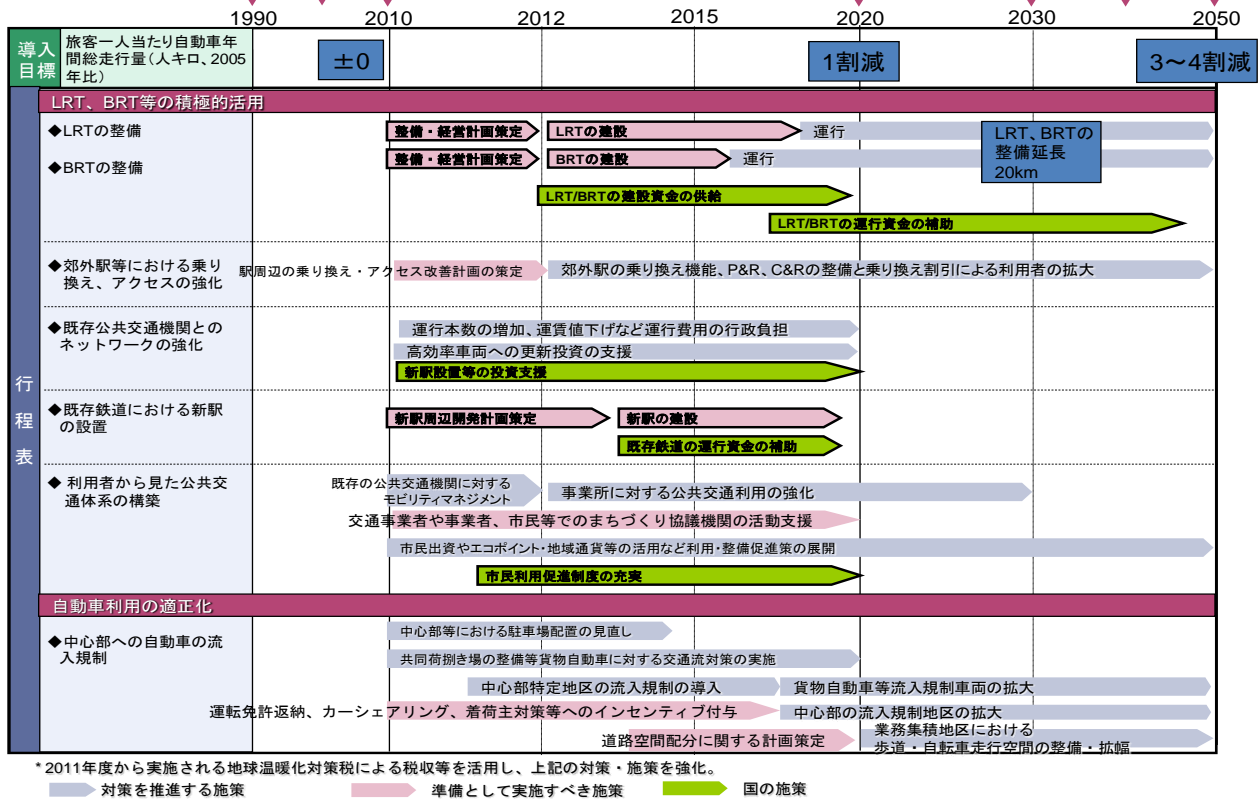 1990 2010 2012 2015 2020 2030 2050
導入
目標
旅客一人当たり自動車年
間総走行量(人キロ、2005
年比)
±0
1割減
3～4割減
行
程
表
LRT、BRT等の積極的活用
◆LRTの整備
整備・経営計画策定
LRTの建設
運行
◆BRTの整備
整備・経営計画策定
BRTの建設
運行
LRT、BRTの
整備延長
20km
LRT/BRTの建設資金の供給
LRT/BRTの運行資金の補助
◆郊外駅等における乗り
換え、アクセスの強化
駅周辺の乗り換え・アクセス改善計画の策定
郊外駅の乗り換え機能、P&R、C&Rの整備と乗り換え割引による利用者の拡大
◆既存公共交通機関との
ネットワークの強化
運行本数の増加、運賃値下げなど運行費用の行政負担
高効率車両への更新投資の支援
新駅設置等の投資支援
◆既存鉄道における新駅
の設置
新駅周辺開発計画策定
新駅の建設
既存鉄道の運行資金の補助
◆ 利用者から見た公共交
通体系の構築
既存の公共交通機関に対する
モビリティマネジメント
事業所に対する公共交通利用の強化
交通事業者や事業者、市民等でのまちづくり協議機関の活動支援
市民出資やエコポイント・地域通貨等の活用など利用・整備促進策の展開
市民利用促進制度の充実
自動車利用の適正化
◆中心部への自動車の流
入規制
中心部等における駐車場配置の見直し
共同荷捌き場の整備等貨物自動車に対する交通流対策の実施
中心部特定地区の流入規制の導入
貨物自動車等流入規制車両の拡大
運転免許返納、カーシェアリング、着荷主対策等へのインセンティブ付与
中心部の流入規制地区の拡大
道路空間配分に関する計画策定
業務集積地区における
歩道・自転車走行空間の整備・拡幅
* 2011年度から実施される地球温暖化対策税による税収等を活用し、上記の対策・施策を強化。
対策を推進する施策
準備として実施すべき施策
国の施策